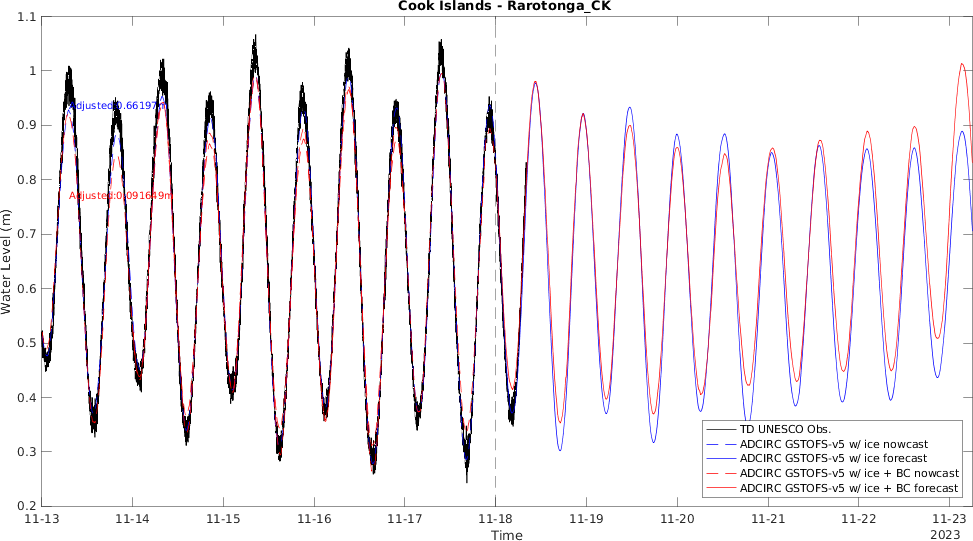 Cook Islands - Rarotonga_CK
1.1
1
0.9
0.8
0.7
0.6
0.5
0.4
0.3
0.2
Water Level (m)
Adjusted:0.091649m
TD UNESCO Obs.
ADCIRC GSTOFS-v5 w/ ice nowcast
ADCIRC GSTOFS-v5 w/ ice forecast
ADCIRC GSTOFS-v5 w/ ice + BC nowcast
ADCIRC GSTOFS-v5 w/ ice + BC forecast
11-13 11-14 11-15 11-16 11-17 11-18 11-19 11-20 11-21 11-22 11-23
2023
Time